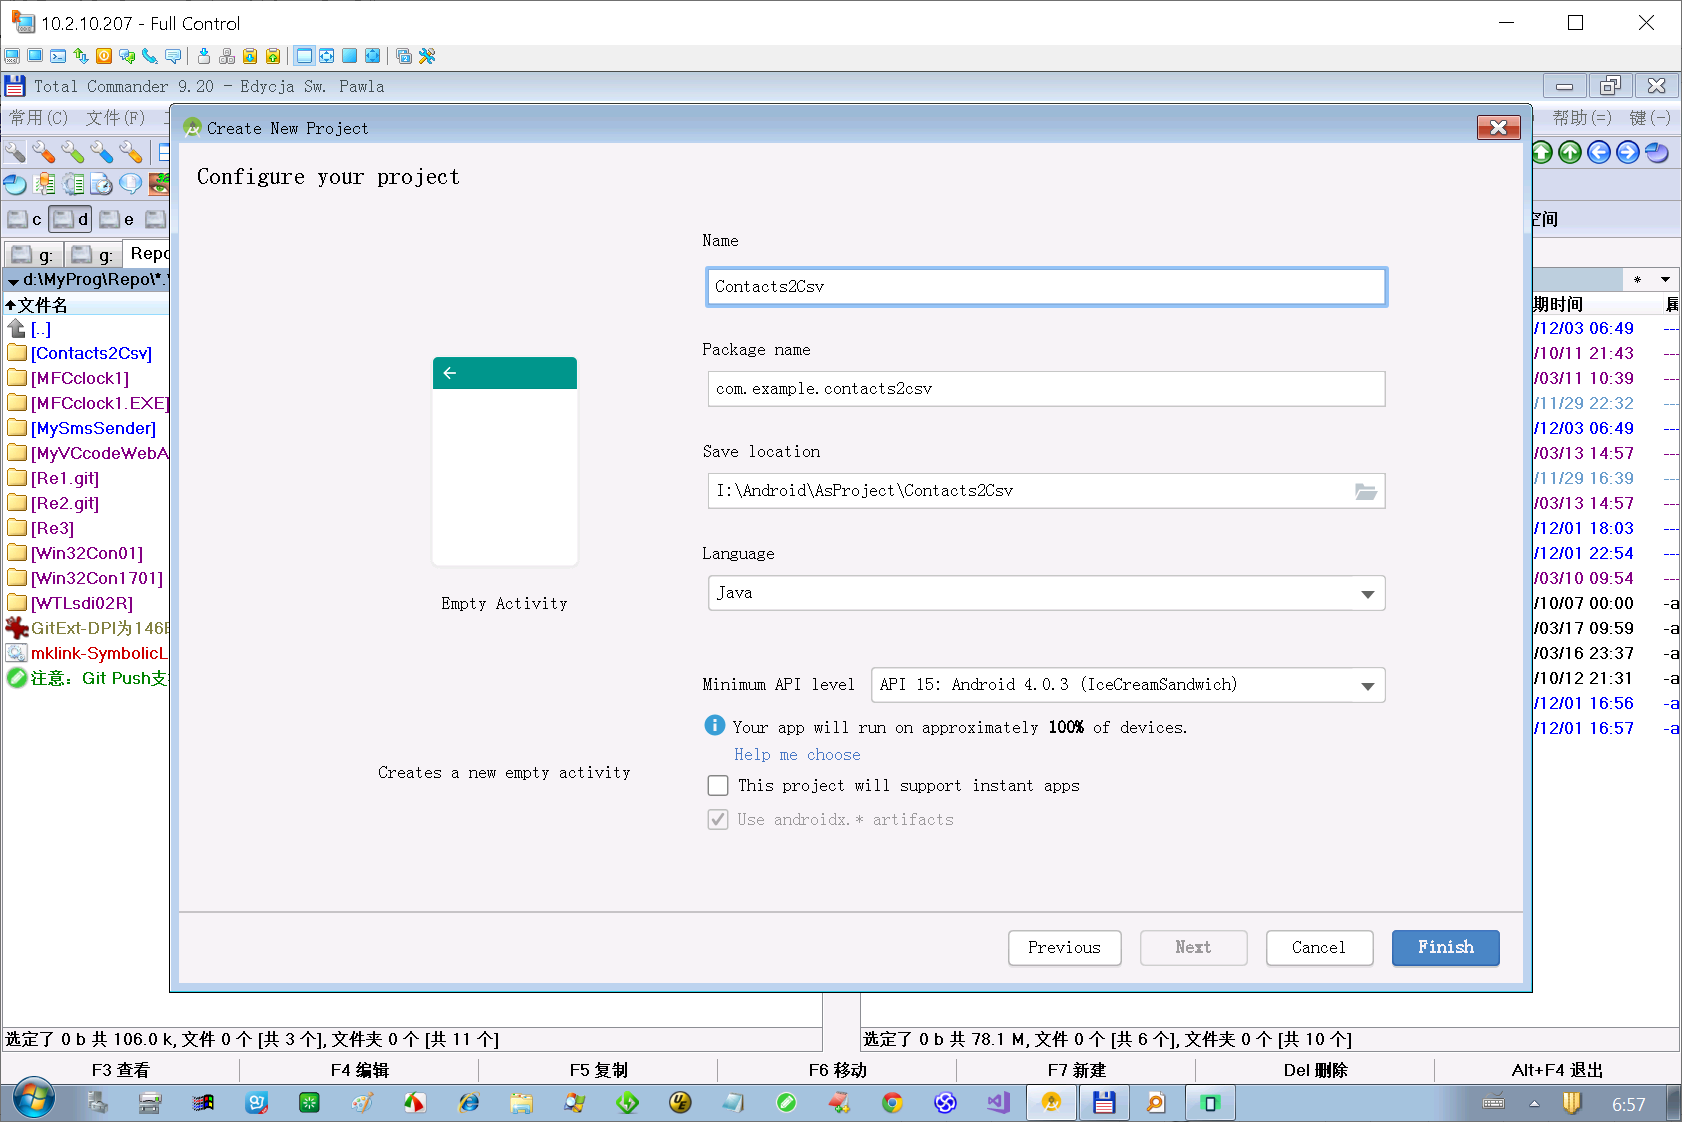 10.2.10.207 - Full Control
Total Commander 9.20 - Edycja Sw. Pawla
常用(C) 文件(F)
帮助(=) 键(-)
Create New Project
Configure your project
c d e
空间
g: g: Repo
d:\MyProg\Repo\*.
*
文件名
期时间
[..]
/12/03 06:49 ---
[Contacts2Csv]
/10/11 21:43 ---
[MFCclock1]
/03/11 10:39 ---
[MFCclock1.EXE]
/11/29 22:32 ---
[MySmsSender]
/12/03 06:49 ---
[MyVCcodeWebA
/03/13 14:57 ---
[Re1.git]
/11/29 16:39 ---
[Re2.git]
/03/13 14:57 ---
[Re3]
/12/01 18:03 ---
[Win32Con01]
/12/01 22:54 ---
[Win32Con1701]
/03/10 09:54 ---
[WTLsdi02R]
/10/07 00:00 -a
GitExt-DPI为146
/03/17 09:59 -a
mklink-SymbolicL
/03/16 23:37 -a
注意：Git Push支
/10/12 21:31 -a
/12/01 16:56 -a
/12/01 16:57 -a
Name
Contacts2Csv
Package name
com.example.contacts2csv
Save location
I:\Android\AsProject\Contacts2Csv
Language
Java
Empty Activity
Minimum API level API 15: Android 4.0.3 (IceCreamSandwich)
Your app will run on approximately 100% of devices.
Help me choose
Creates a new empty activity
This project will support instant apps
Use androidx.* artifacts
Previous Next Cancel Finish
选定了 0 b 共 106.0 k, 文件 0 个 [共 3 个], 文件夹 0 个 [共 11 个]
选定了 0 b 共 78.1 M, 文件 0 个 [共 6 个], 文件夹 0 个 [共 10 个]
F3 查看 F4 编辑 F5 复制 F6 移动 F7 新建 Del 删除 Alt+F4 退出
6:57